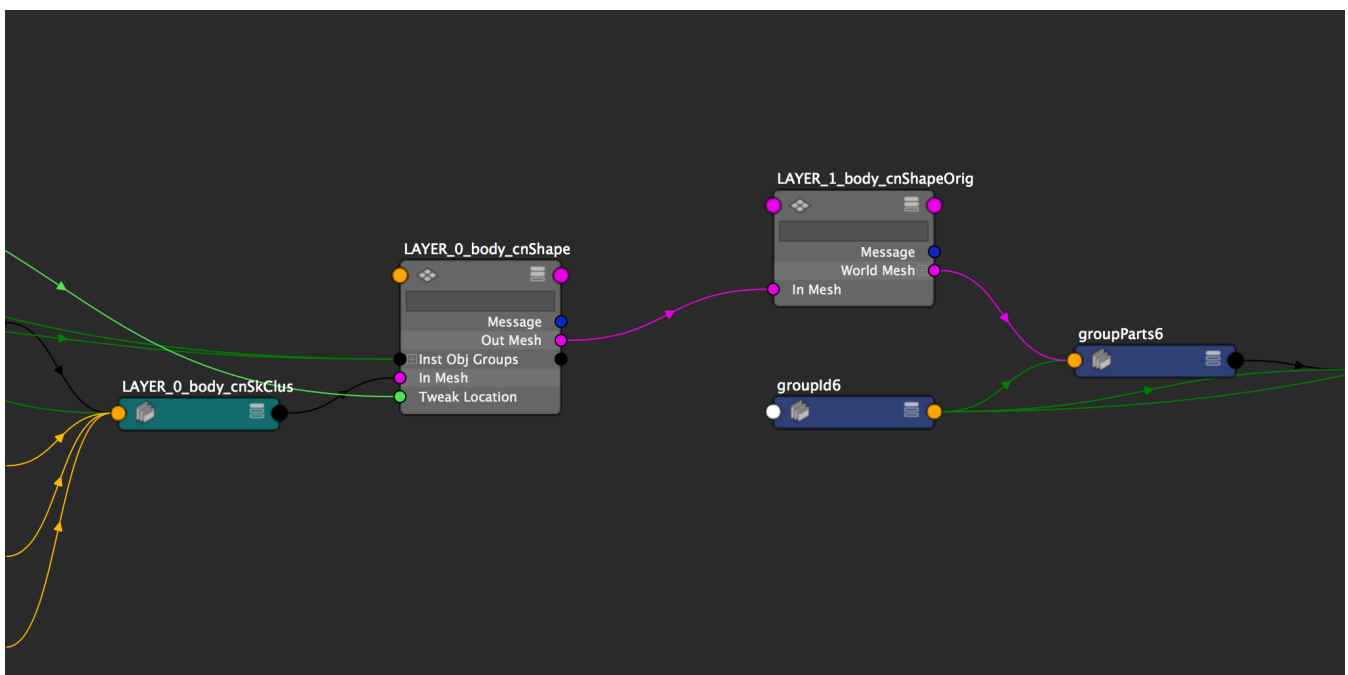 LAYER_1_body_cnShapeOrig
Message
World Mesh
In Mesh
LAYER_0_body_cnShape
Message
Out Mesh
Inst Obj Groups
In Mesh
Tweak Location
groupParts6
LAYER_0_body_cnSkClus
groupId6